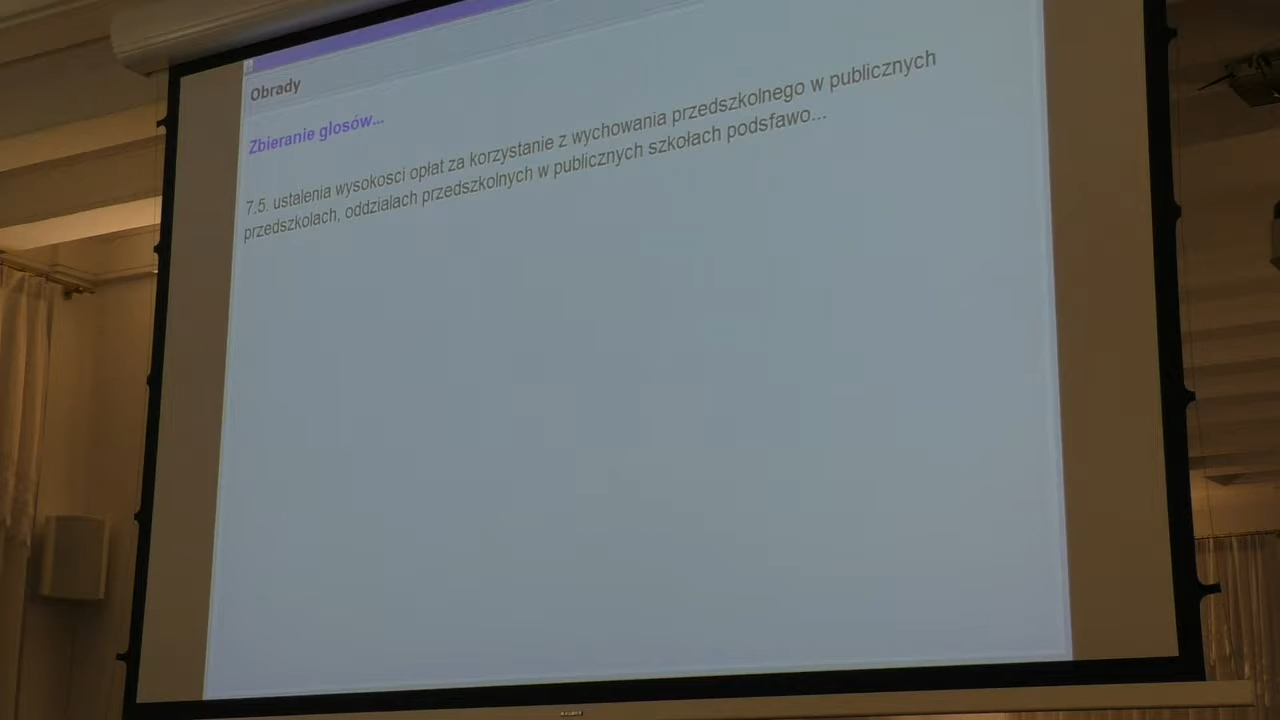 Obrady
Zbieranie głosów...
7.5. ustalenia wysokosci opłat za korzystanie z wychowania przedszkolnego w publicznych
przedszkolach, oddziałach przedszkolnych w publicznych szkołach podsfawo...